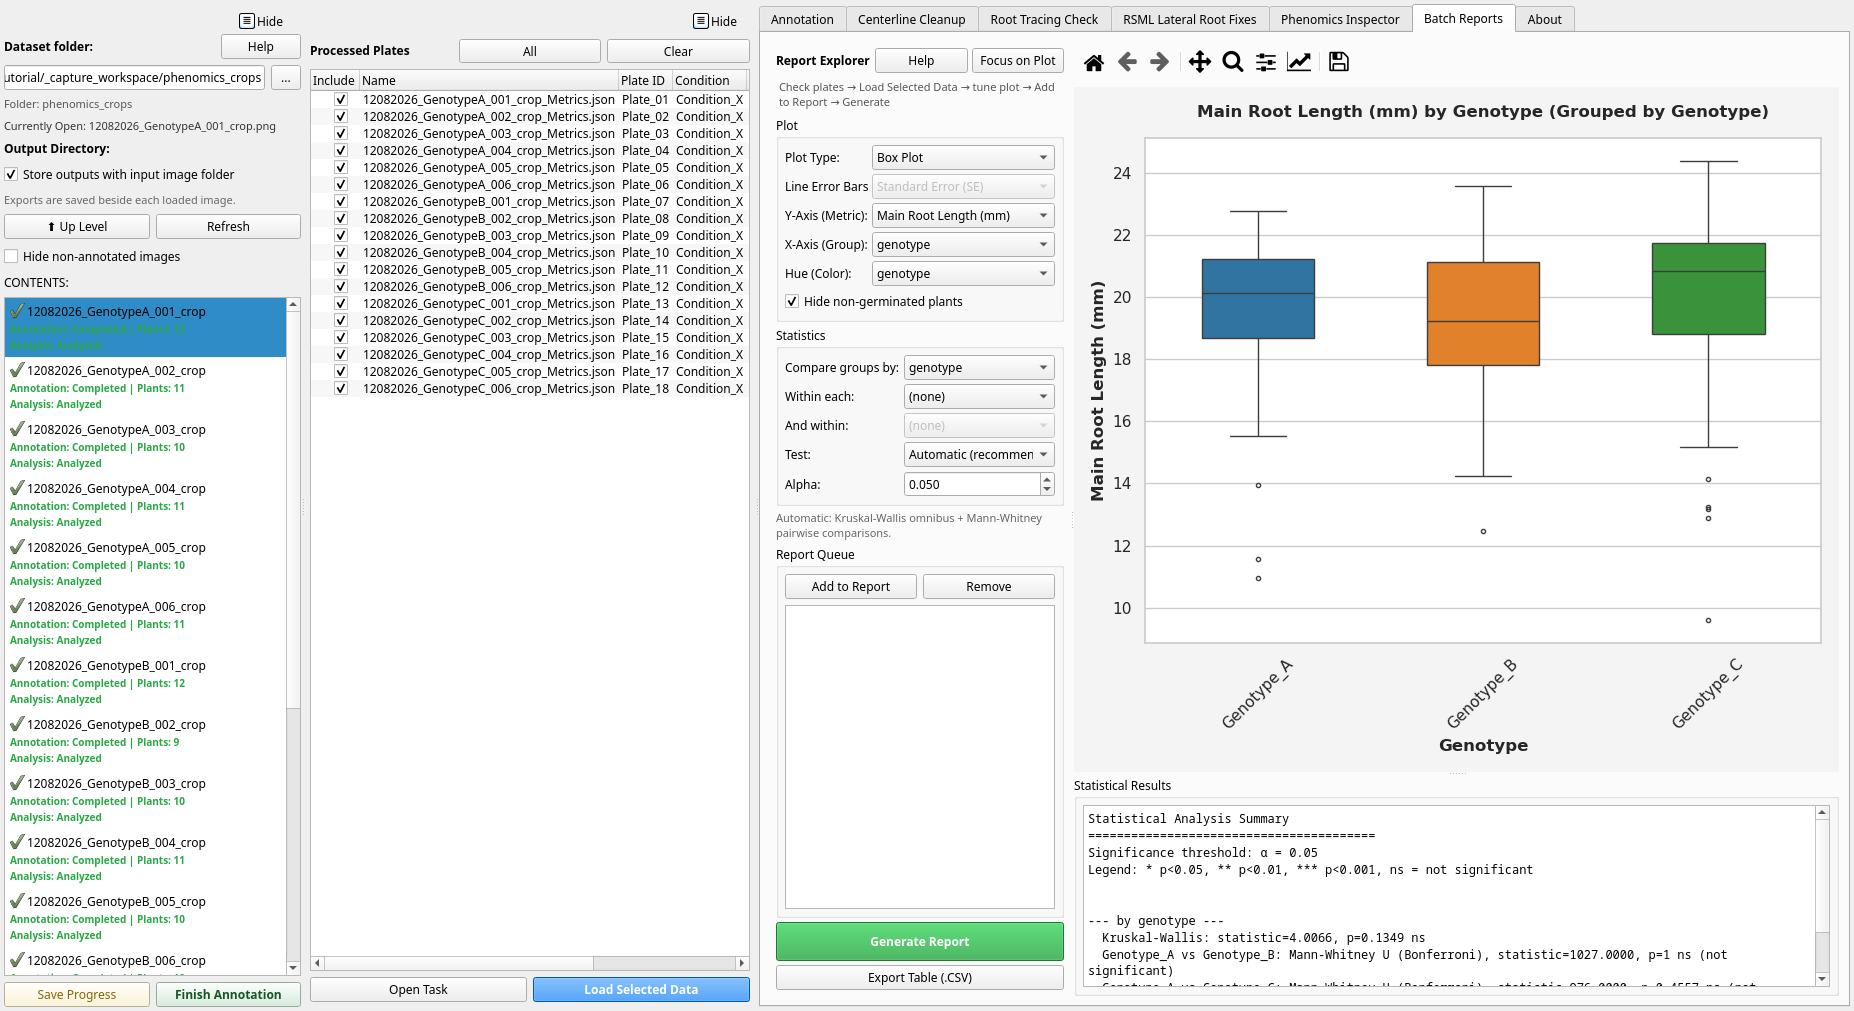 Hide
Dataset folder:
Help
utorial/_capture_workspace/phenomics_crops
...
Folder: phenomics_crops
Currently Open: 12082026_GenotypeA_001_crop.png
Output Directory:
Store outputs with input image folder
Exports are saved beside each loaded image.
Up Level
Refresh
Hide non-annotated images
CONTENTS:
12082026_GenotypeA_001_crop
Annotation: Completed | Plants: 12
Analysis: Analyzed
12082026_GenotypeA_002_crop
Annotation: Completed | Plants: 11
Analysis: Analyzed
12082026_GenotypeA_003_crop
Annotation: Completed | Plants: 10
Analysis: Analyzed
12082026_GenotypeA_004_crop
Annotation: Completed | Plants: 11
Analysis: Analyzed
12082026_GenotypeA_005_crop
Annotation: Completed | Plants: 10
Analysis: Analyzed
12082026_GenotypeA_006_crop
Annotation: Completed | Plants: 11
Analysis: Analyzed
12082026_GenotypeB_001_crop
Annotation: Completed | Plants: 12
Analysis: Analyzed
12082026_GenotypeB_002_crop
Annotation: Completed | Plants: 9
Analysis: Analyzed
12082026_GenotypeB_003_crop
Annotation: Completed | Plants: 10
Analysis: Analyzed
12082026_GenotypeB_004_crop
Annotation: Completed | Plants: 11
Analysis: Analyzed
12082026_GenotypeB_005_crop
Annotation: Completed | Plants: 10
Analysis: Analyzed
12082026_GenotypeB_006_crop
Save Progress
Finish Annotation
Hide
Processed Plates
All
Clear
Include Name Plate ID Condition
12082026_GenotypeA_001_crop_Metrics.json Plate_01 Condition_X
12082026_GenotypeA_002_crop_Metrics.json Plate_02 Condition_X
12082026_GenotypeA_003_crop_Metrics.json Plate_03 Condition_X
12082026_GenotypeA_004_crop_Metrics.json Plate_04 Condition_X
12082026_GenotypeA_005_crop_Metrics.json Plate_05 Condition_X
12082026_GenotypeA_006_crop_Metrics.json Plate_06 Condition_X
12082026_GenotypeB_001_crop_Metrics.json Plate_07 Condition_X
12082026_GenotypeB_002_crop_Metrics.json Plate_08 Condition_X
12082026_GenotypeB_003_crop_Metrics.json Plate_09 Condition_X
12082026_GenotypeB_004_crop_Metrics.json Plate_10 Condition_X
12082026_GenotypeB_005_crop_Metrics.json Plate_11 Condition_X
12082026_GenotypeB_006_crop_Metrics.json Plate_12 Condition_X
12082026_GenotypeC_001_crop_Metrics.json Plate_13 Condition_X
12082026_GenotypeC_002_crop_Metrics.json Plate_14 Condition_X
12082026_GenotypeC_003_crop_Metrics.json Plate_15 Condition_X
12082026_GenotypeC_004_crop_Metrics.json Plate_16 Condition_X
12082026_GenotypeC_005_crop_Metrics.json Plate_17 Condition_X
12082026_GenotypeC_006_crop_Metrics.json Plate_18 Condition_X
Open Task
Load Selected Data
Annotation
Centerline Cleanup
Root Tracing Check
RSML Lateral Root Fixes
Phenomics Inspector
Batch Reports
About
Report Explorer
Help
Focus on Plot
Check plates → Load Selected Data → tune plot → Add
to Report → Generate
Plot
Plot Type: Box Plot
Line Error Bars Standard Error (SE)
Y-Axis (Metric): Main Root Length (mm)
X-Axis (Group): genotype
Hue (Color): genotype
Hide non-germinated plants
Statistics
Compare groups by: genotype
Within each: (none)
And within: (none)
Test: Automatic (recommen
Alpha: 0.050
Automatic: Kruskal-Wallis omnibus + Mann-Whitney
pairwise comparisons.
Report Queue
Add to Report
Remove
Generate Report
Export Table (.CSV)
Main Root Length (mm) by Genotype (Grouped by Genotype)
Main Root Length (mm)
24
22
20
18
16
14
12
10
Genotype_A
Genotype_B
Genotype_C
Genotype
Statistical Results
Statistical Analysis Summary
========================================
Significance threshold: α = 0.05
Legend: * p<0.05, ** p<0.01, *** p<0.001, ns = not significant
--- by genotype ---
Kruskal-Wallis: statistic=4.0066, p=0.1349 ns
Genotype_A vs Genotype_B: Mann-Whitney U (Bonferroni), statistic=1027.0000, p=1 ns (not
significant)